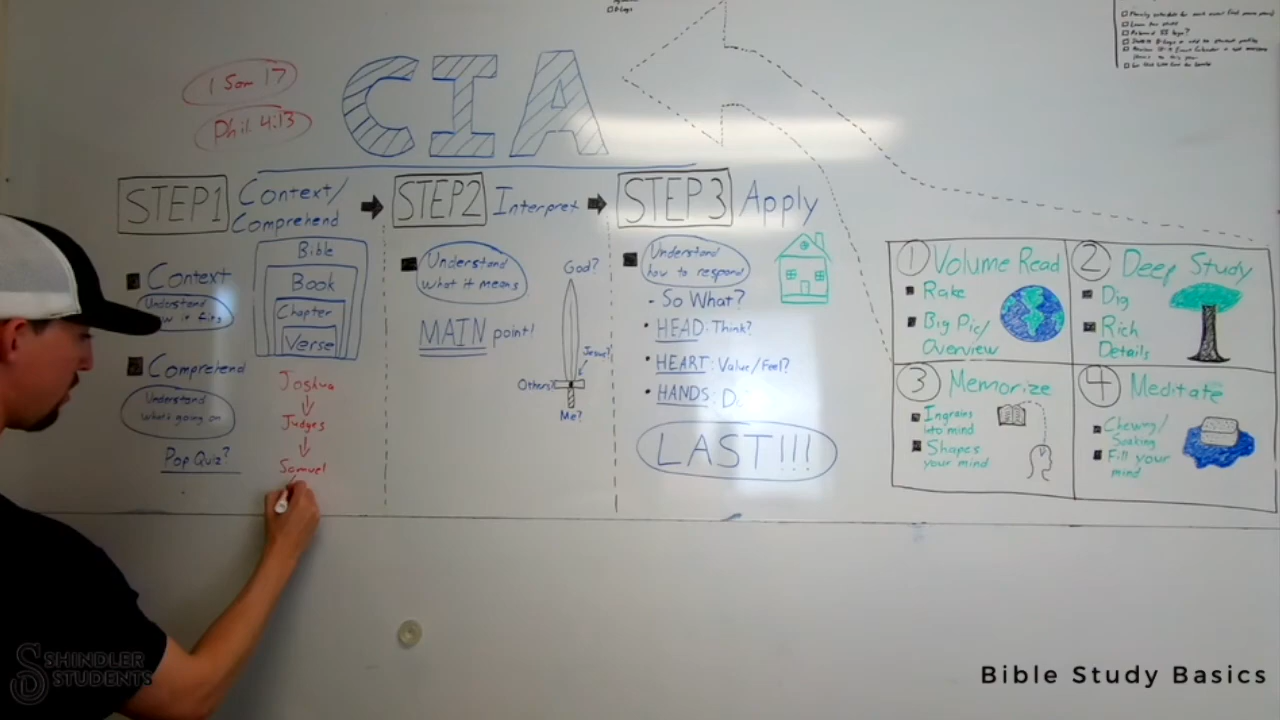 1 Sam 17
Phil. 4:13
CIA
STEP1 Context/
Comprehend
Context
Understand
how it fits
Comprehend
Understand
what's going on
Pop Quiz?
Bible
Book
Chapter
Verse
Joshua
Judges
Samuel
STEP2 Interpret
Understand
what it means
MAIN point!
God?
Jesus?
Others?
Me?
STEP3 Apply
Understand
how to respond
- So What?
HEAD: Think?
HEART: Value/Feel?
HANDS: D
LAST!!!
1 Volume Read
Rake
Big Pic/
Overview
2 Deep Study
Dig
Rich
Details
3 Memorize
Ingrains
into mind
Shapes
your mind
4 Meditate
Chewing/
Soaking
Fill your
mind
SHINDLER
STUDENTS
Bible Study Basics